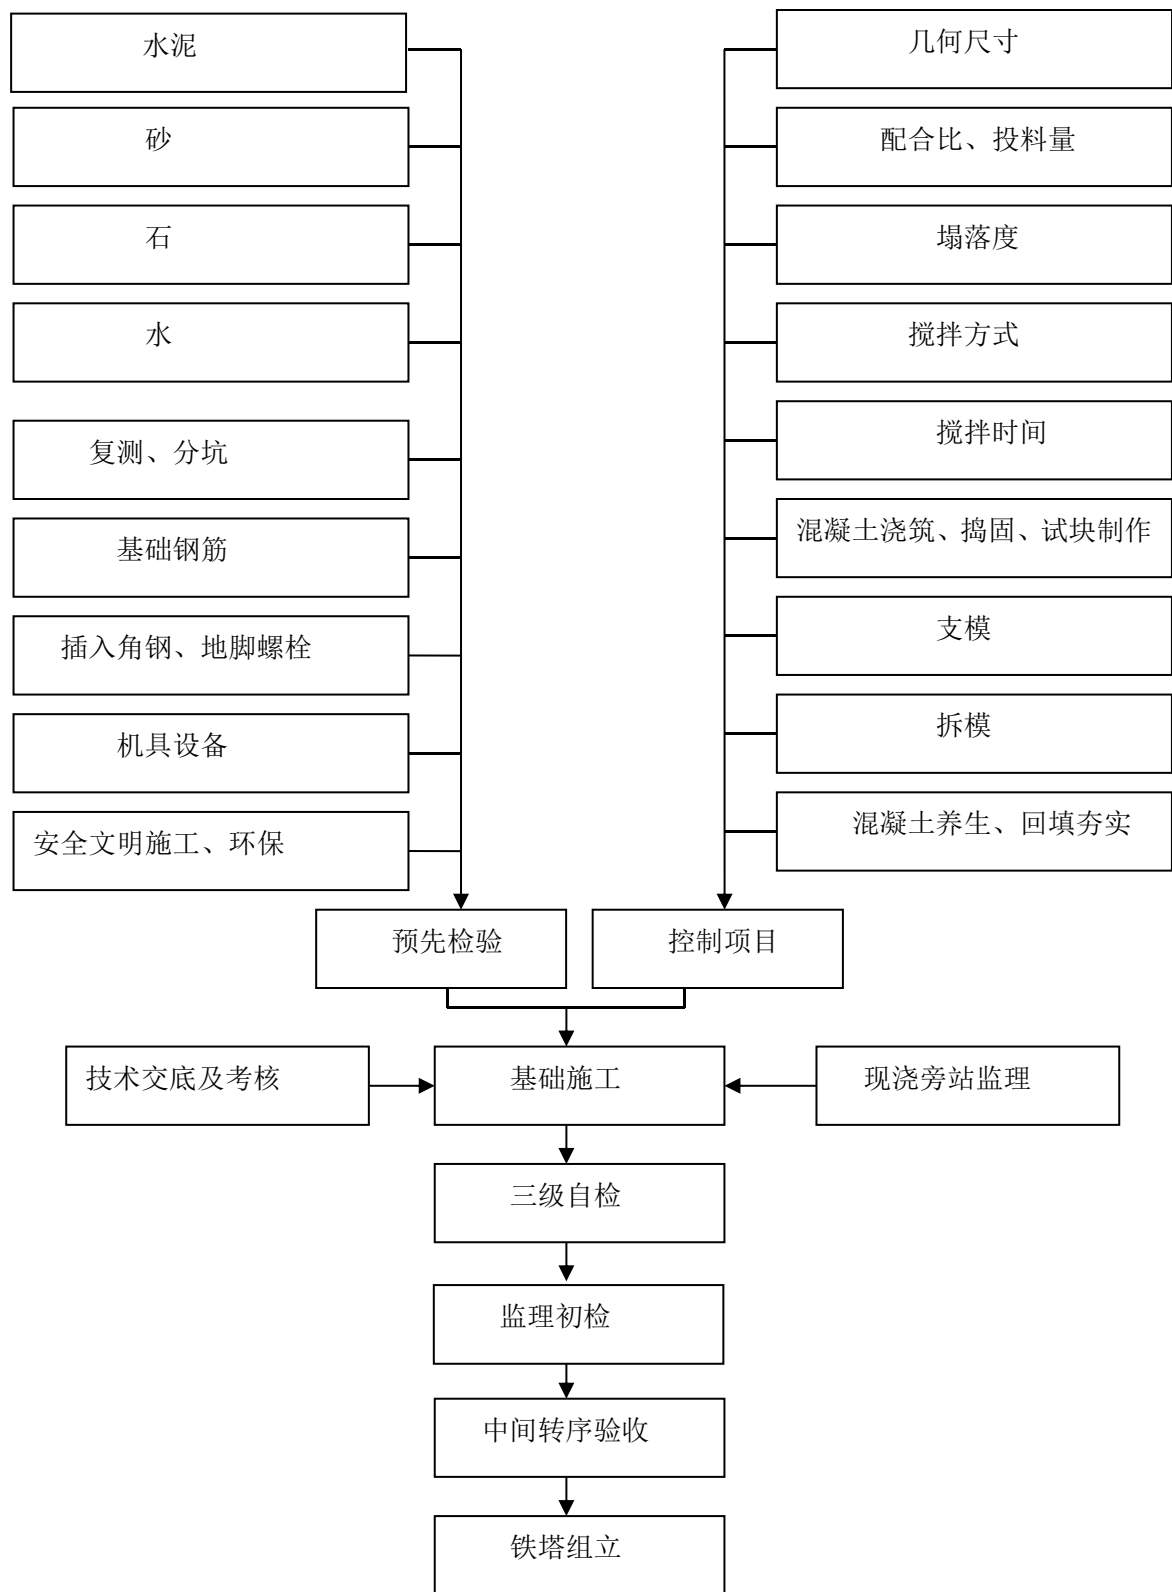 水泥
砂
石
水
复测、分坑
基础钢筋
插入角钢、地脚螺栓
机具设备
安全文明施工、环保
几何尺寸
配合比、投料量
塌落度
搅拌方式
搅拌时间
混凝土浇筑、捣固、试块制作
支模
拆模
混凝土养生、回填夯实
预先检验
控制项目
技术交底及考核
基础施工
现浇旁站监理
三级自检
监理初检
中间转序验收
铁塔组立